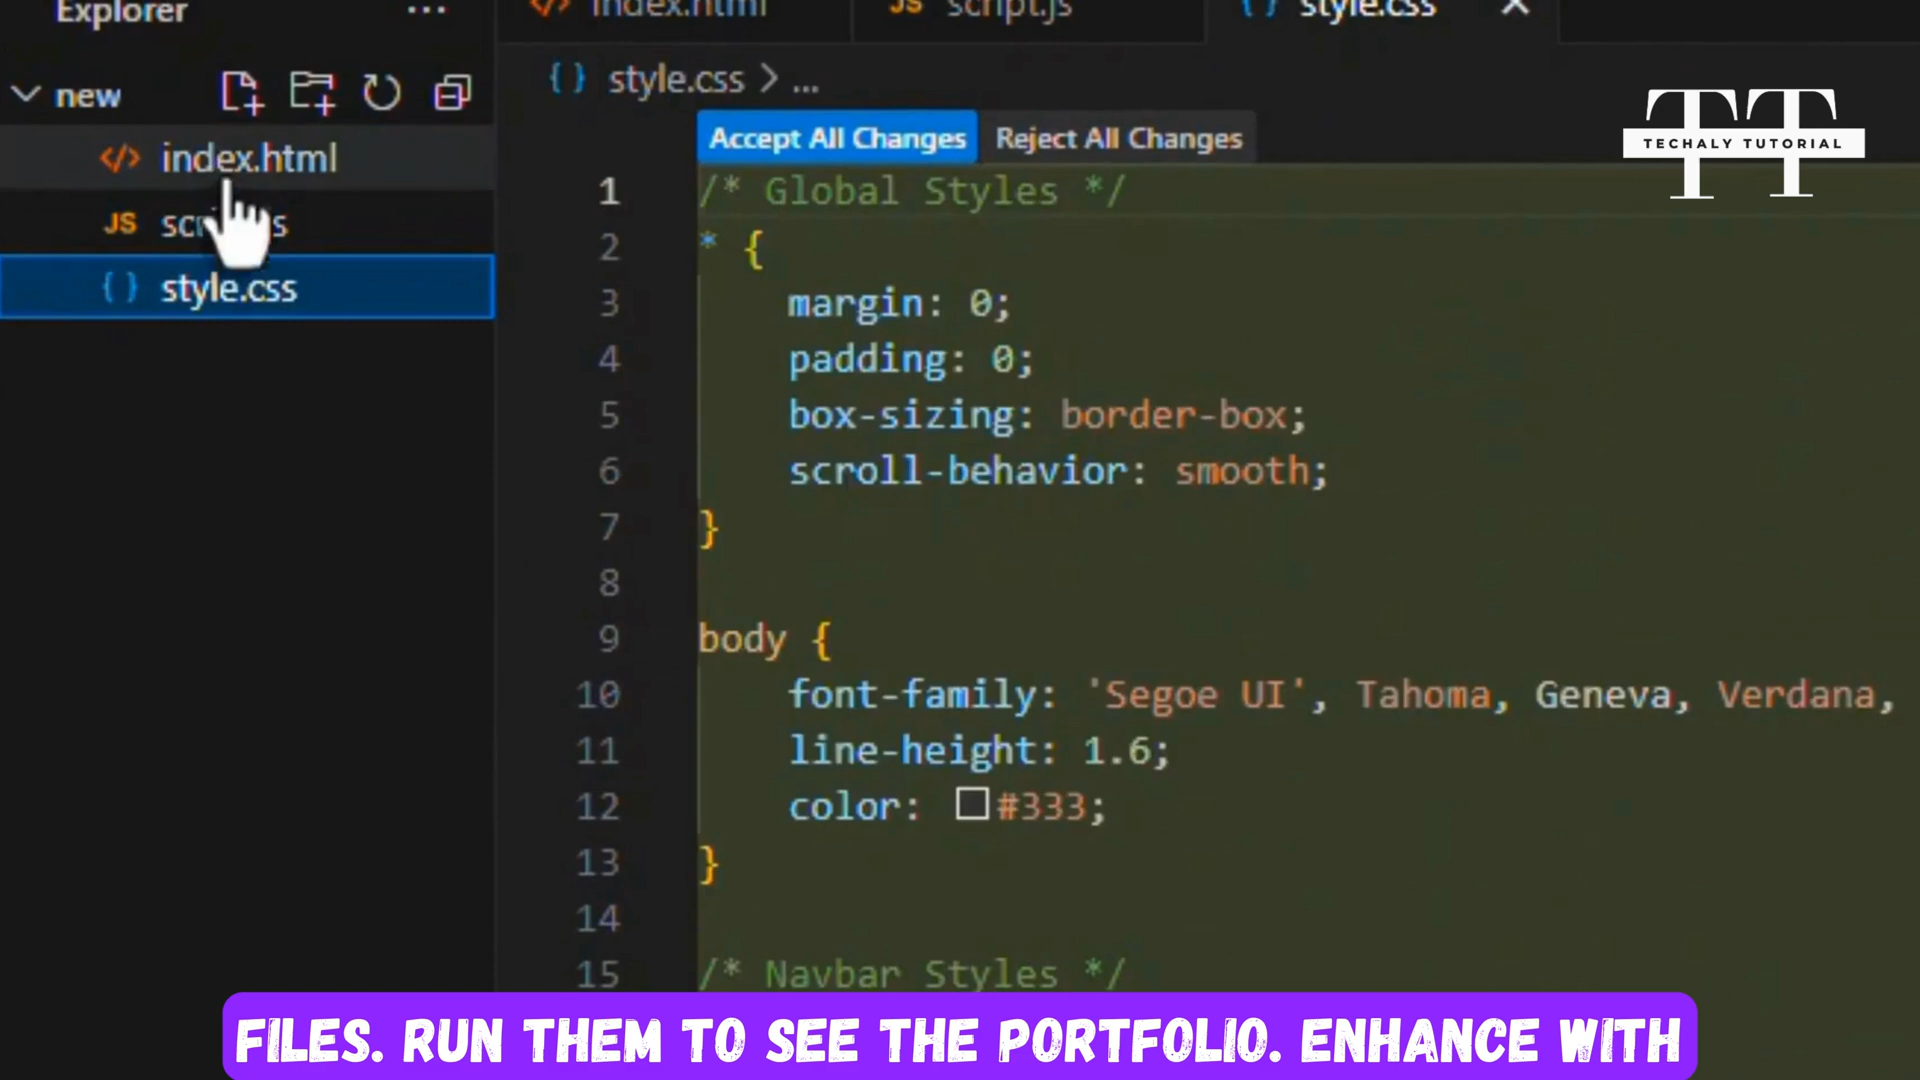 Explorer ...
index.html
JS script.js
{} style.css
new
{} style.css > ...
TT
TECHALY TUTORIAL
Accept All Changes Reject All Changes
</> index.html
JS
{} style.css
1 /* Global Styles */
2 * {
3 margin: 0;
4 padding: 0;
5 box-sizing: border-box;
6 scroll-behavior: smooth;
7 }
8
9 body {
10 font-family: 'Segoe UI', Tahoma, Geneva, Verdana,
11 line-height: 1.6;
12 color: #333;
13 }
14
15 /* Navbar Styles */
FILES. RUN THEM TO SEE THE PORTFOLIO. ENHANCE WITH